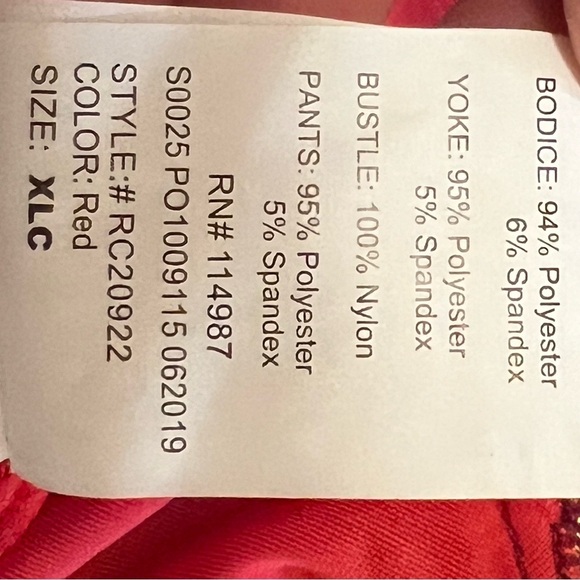 BODICE: 94% Polyester
6% Spandex
YOKE: 95% Polyester
5% Spandex
BUSTLE: 100% Nylon
PANTS: 95% Polyester
5% Spandex
RN# 114987
S0025 PO1009115 062019
STYLE:# RC20922
COLOR: Red
SIZE: XLC